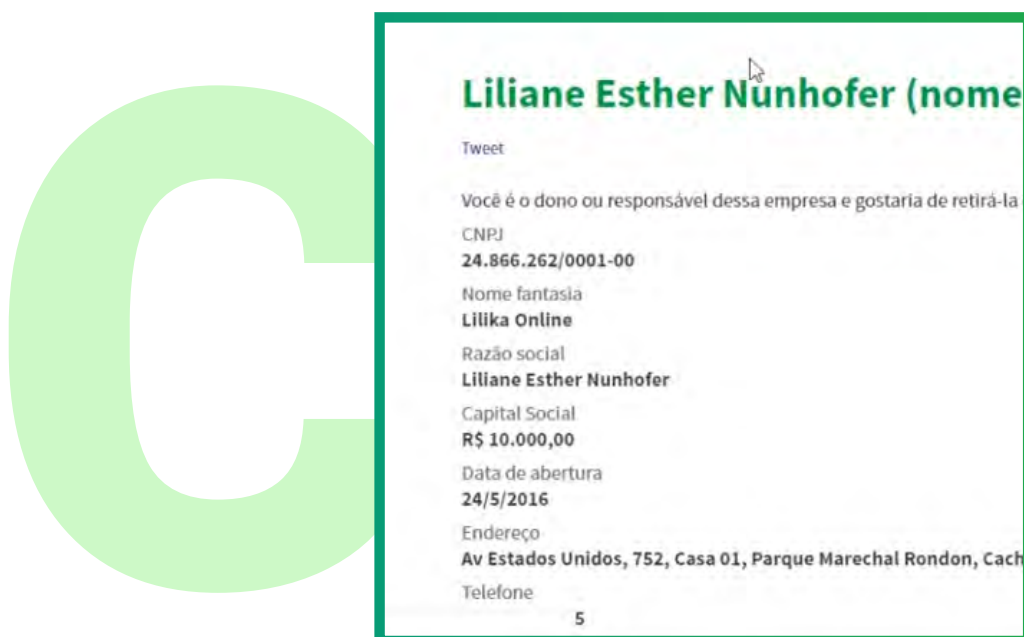 C
Liliane Esther Nunhofer (nome
Tweet
Você é o dono ou responsável dessa empresa e gostaria de retirá-la
CNPJ
24.866.262/0001-00
Nome fantasia
Lilika Online
Razão social
Liliane Esther Nunhofer
Capital Social
R$ 10.000,00
Data de abertura
24/5/2016
Endereço
Av Estados Unidos, 752, Casa 01, Parque Marechal Rondon, Cach
Telefone
5